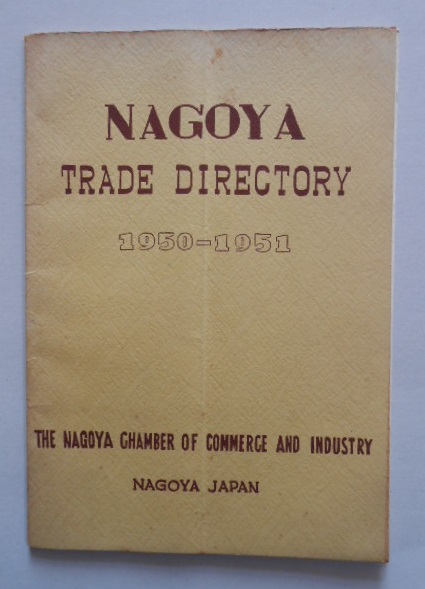 NAGOYA
TRADE DIRECTORY
1950-1951
THE NAGOYA CHAMBER OF COMMERCE AND INDUSTRY
NAGOYA JAPAN